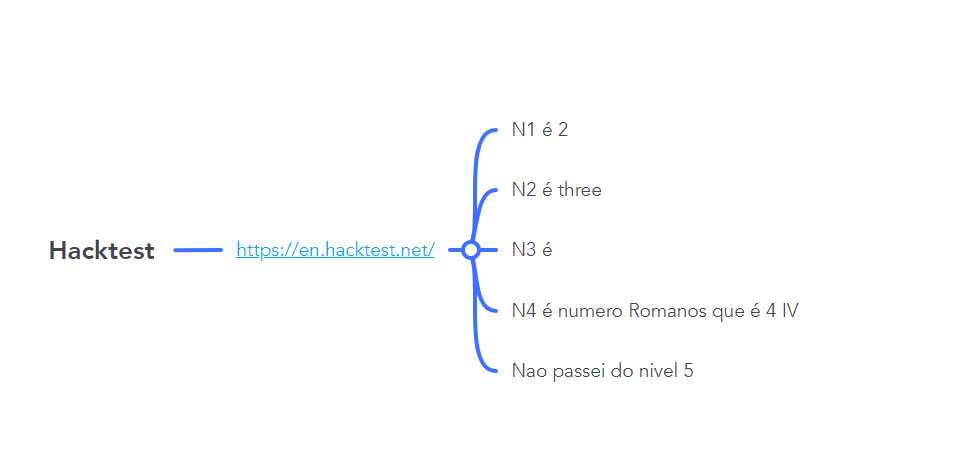 Hacktest
https://en.hacktest.net/
N1 é 2
N2 é three
N3 é
N4 é numero Romanos que é 4 IV
Nao passei do nivel 5